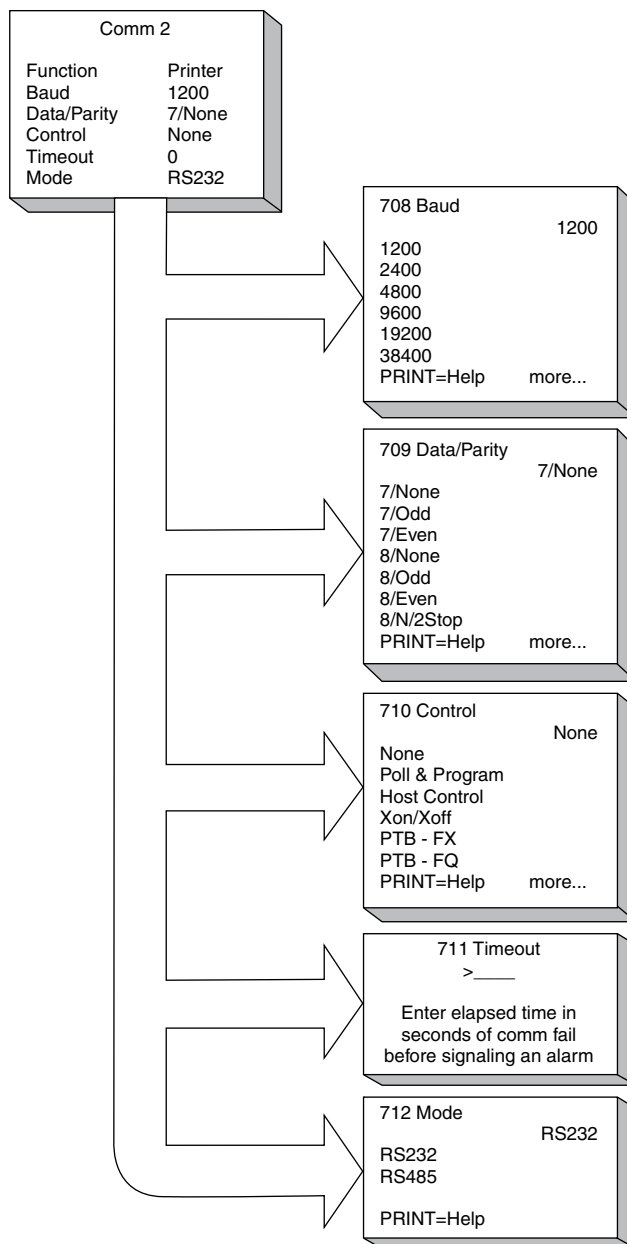 Comm 2
Function Printer
Baud 1200
Data/Parity 7/None
Control None
Timeout 0
Mode RS232
708 Baud
1200
1200
2400
4800
9600
19200
38400
PRINT=Help more...
709 Data/Parity
7/None
7/None
7/Odd
7/Even
8/None
8/Odd
8/Even
8/N/2Stop
PRINT=Help more...
710 Control
None
None
Poll & Program
Host Control
Xon/Xoff
PTB - FX
PTB - FQ
PRINT=Help more...
711 Timeout
>____
Enter elapsed time in
seconds of comm fail
before signaling an alarm
712 Mode
RS232
RS232
RS485
PRINT=Help